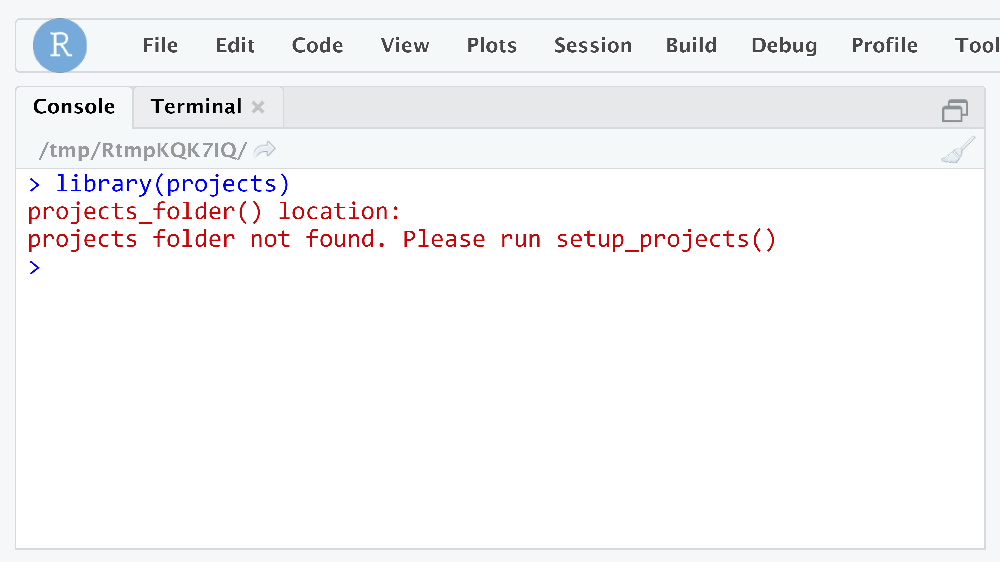 R File Edit Code View Plots Session Build Debug Profile Tool
Console Terminal
/tmp/RtmpKQK7IQ/
> library(projects)
projects_folder() location:
projects folder not found. Please run setup_projects()
>